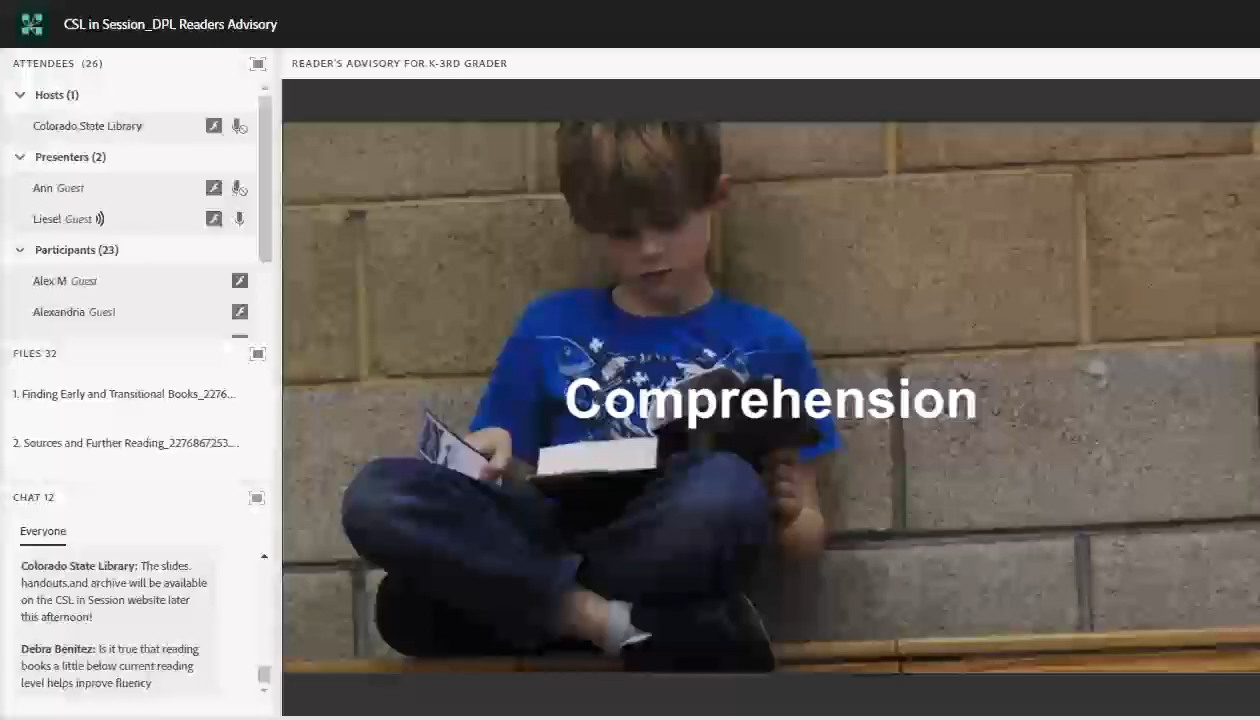 CSL in Session_DPL Readers Advisory
ATTENDEES (26)
Hosts (1)
Colorado State Library
Presenters (2)
Ann Guest
Liesel Guest
Participants (23)
Alex M Guest
Alexandria Guest
FILES 32
1. Finding Early and Transitional Books_2276...
2. Sources and Further Reading_2276867253....
CHAT 12
Everyone
Colorado State Library: The slides.
handouts.and archive will be available
on the CSL in Session website later
this afternoon!
Debra Benitez: Is it true that reading
books a little below current reading
level helps inprove fluency
READER'S ADVISORY FOR K-3RD GRADER
Comprehension